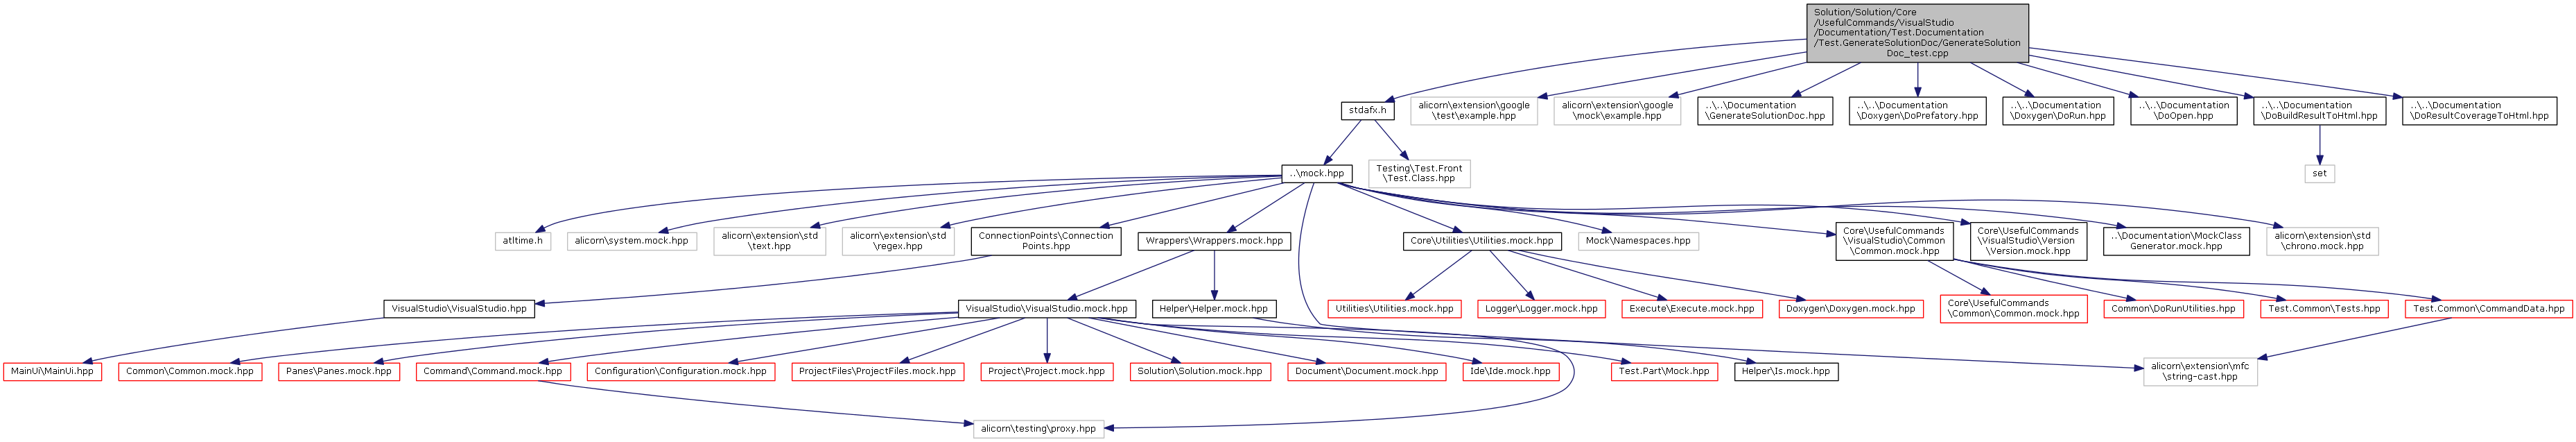 Solution/Solution/Core
/UsefulCommands/VisualStudio
/Documentation/Test.Documentation
/Test.GenerateSolutionDoc/GenerateSolution
Doc_test.cpp
stdafx.h
alicorn\extension\google
\test\example.hpp
alicorn\extension\google
\mock\example.hpp
..\..\Documentation
\GenerateSolutionDoc.hpp
..\..\Documentation
\Doxygen\DoPrefatory.hpp
..\..\Documentation
\Doxygen\DoRun.hpp
..\..\Documentation
\DoOpen.hpp
..\..\Documentation
\DoBuildResultToHtml.hpp
..\..\Documentation
\DoResultCoverageToHtml.hpp
..\mock.hpp
Testing\Test.Front
\Test.Class.hpp
set
atltime.h
alicorn\system.mock.hpp
alicorn\extension\std
\text.hpp
alicorn\extension\std
\regex.hpp
ConnectionPoints\Connection
Points.hpp
Wrappers\Wrappers.mock.hpp
Core\Utilities\Utilities.mock.hpp
Mock\Namespaces.hpp
Core\UsefulCommands
\VisualStudio\Common
\Common.mock.hpp
Core\UsefulCommands
\VisualStudio\Version
\Version.mock.hpp
..\Documentation\MockClass
Generator.mock.hpp
alicorn\extension\std
\chrono.mock.hpp
VisualStudio\VisualStudio.hpp
VisualStudio\VisualStudio.mock.hpp
Helper\Helper.mock.hpp
Utilities\Utilities.mock.hpp
Logger\Logger.mock.hpp
Execute\Execute.mock.hpp
Doxygen\Doxygen.mock.hpp
Core\UsefulCommands
\Common\Common.mock.hpp
Common\DoRunUtilities.hpp
Test.Common\Tests.hpp
Test.Common\CommandData.hpp
MainUi\MainUi.hpp
Common\Common.mock.hpp
Panes\Panes.mock.hpp
Command\Command.mock.hpp
Configuration\Configuration.mock.hpp
ProjectFiles\ProjectFiles.mock.hpp
Project\Project.mock.hpp
Solution\Solution.mock.hpp
Document\Document.mock.hpp
Ide\Ide.mock.hpp
Test.Part\Mock.hpp
Helper\Is.mock.hpp
alicorn\extension\mfc
\string-cast.hpp
alicorn\testing\proxy.hpp